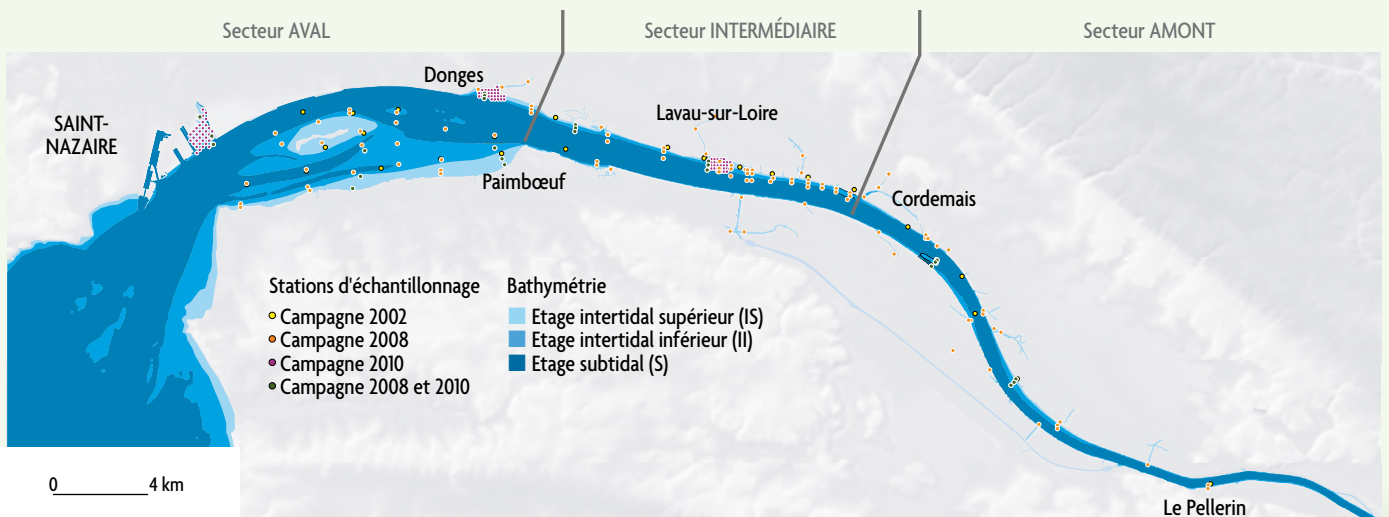 Secteur AVAL
Secteur INTERMÉDIAIRE
Secteur AMONT
Donges
SAINT-
NAZAIRE
Lavau-sur-Loire
Paimbœuf
Cordemais
Stations d'échantillonnage
Campagne 2002
Campagne 2008
Campagne 2010
Campagne 2008 et 2010
Bathymétrie
Etage intertidal supérieur (IS)
Etage intertidal inférieur (II)
Etage subtidal (S)
0 4 km
Le Pellerin